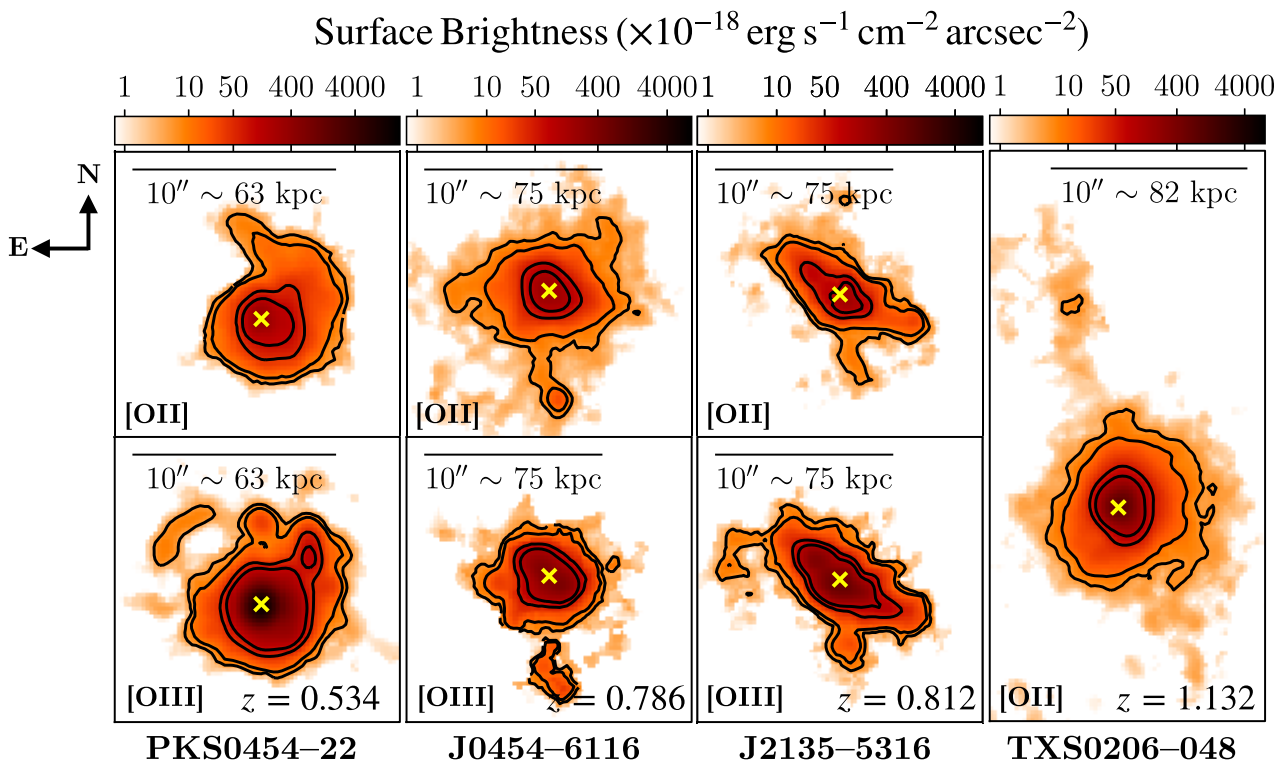 Surface Brightness (×10⁻¹⁸ erg s⁻¹ cm⁻² arcsec⁻²)
1 10 50 400 4000 1 10 50 400 4000 1 10 50 400 4000 1 10 50 400 4000
N
E
10″ ∼ 63 kpc
10″ ∼ 75 kpc
10″ ∼ 75 kpc
10″ ∼ 82 kpc
[OII]
[OII]
[OII]
10″ ∼ 63 kpc
10″ ∼ 75 kpc
10″ ∼ 75 kpc
[OIII] z = 0.534
[OIII] z = 0.786
[OIII] z = 0.812
[OII] z = 1.132
PKS0454–22
J0454–6116
J2135–5316
TXS0206–048